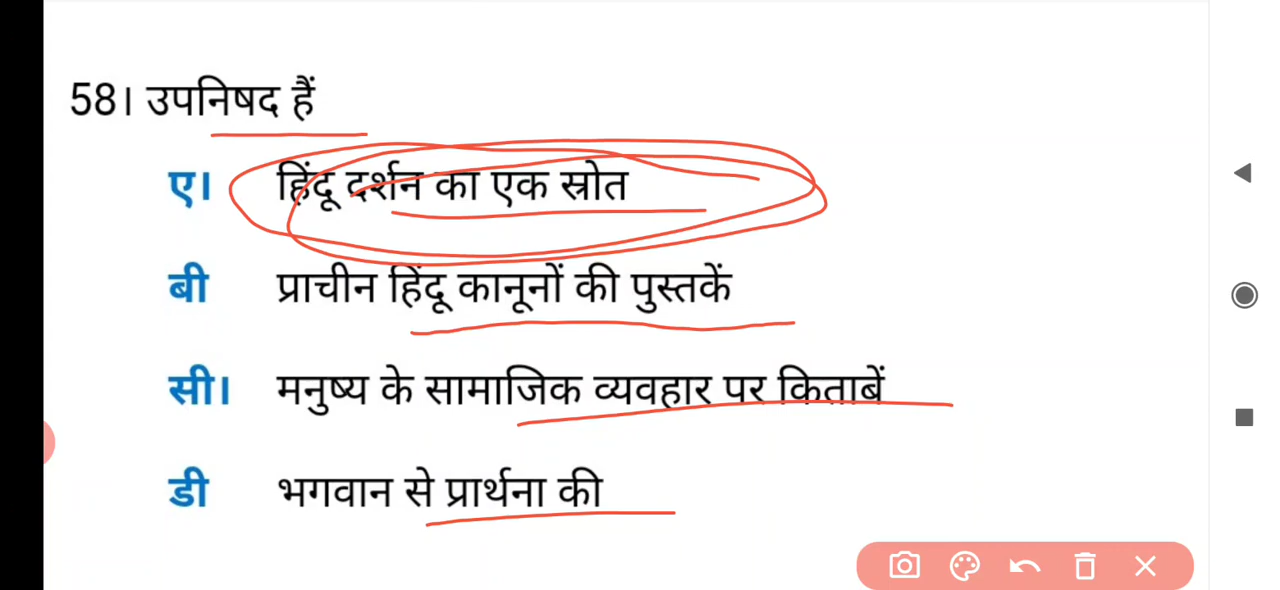 58। उपनिषद हैं
ए। हिंदू दर्शन का एक स्रोत
बी प्राचीन हिंदू कानूनों की पुस्तकें
सी। मनुष्य के सामाजिक व्यवहार पर किताबें
डी भगवान से प्रार्थना की